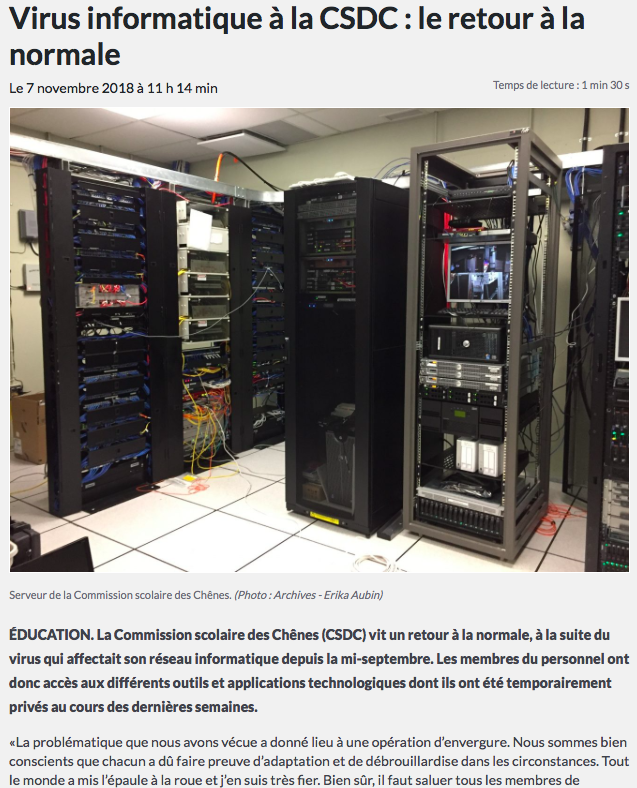 Virus informatique à la CSDC : le retour à la
normale
Le 7 novembre 2018 à 11 h 14 min
Temps de lecture : 1 min 30 s
Serveur de la Commission scolaire des Chênes. (Photo : Archives - Erika Aubin)
ÉDUCATION. La Commission scolaire des Chênes (CSDC) vit un retour à la normale, à la suite du
virus qui affectait son réseau informatique depuis la mi-septembre. Les membres du personnel ont
donc accès aux différents outils et applications technologiques dont ils ont été temporairement
privés au cours des dernières semaines.
«La problématique que nous avons vécue a donné lieu à une opération d’envergure. Nous sommes bien
conscients que chacun a dû faire preuve d’adaptation et de débrouillardise dans les circonstances. Tout
le monde a mis l’épaule à la roue et j’en suis très fier. Bien sûr, il faut saluer tous les membres de